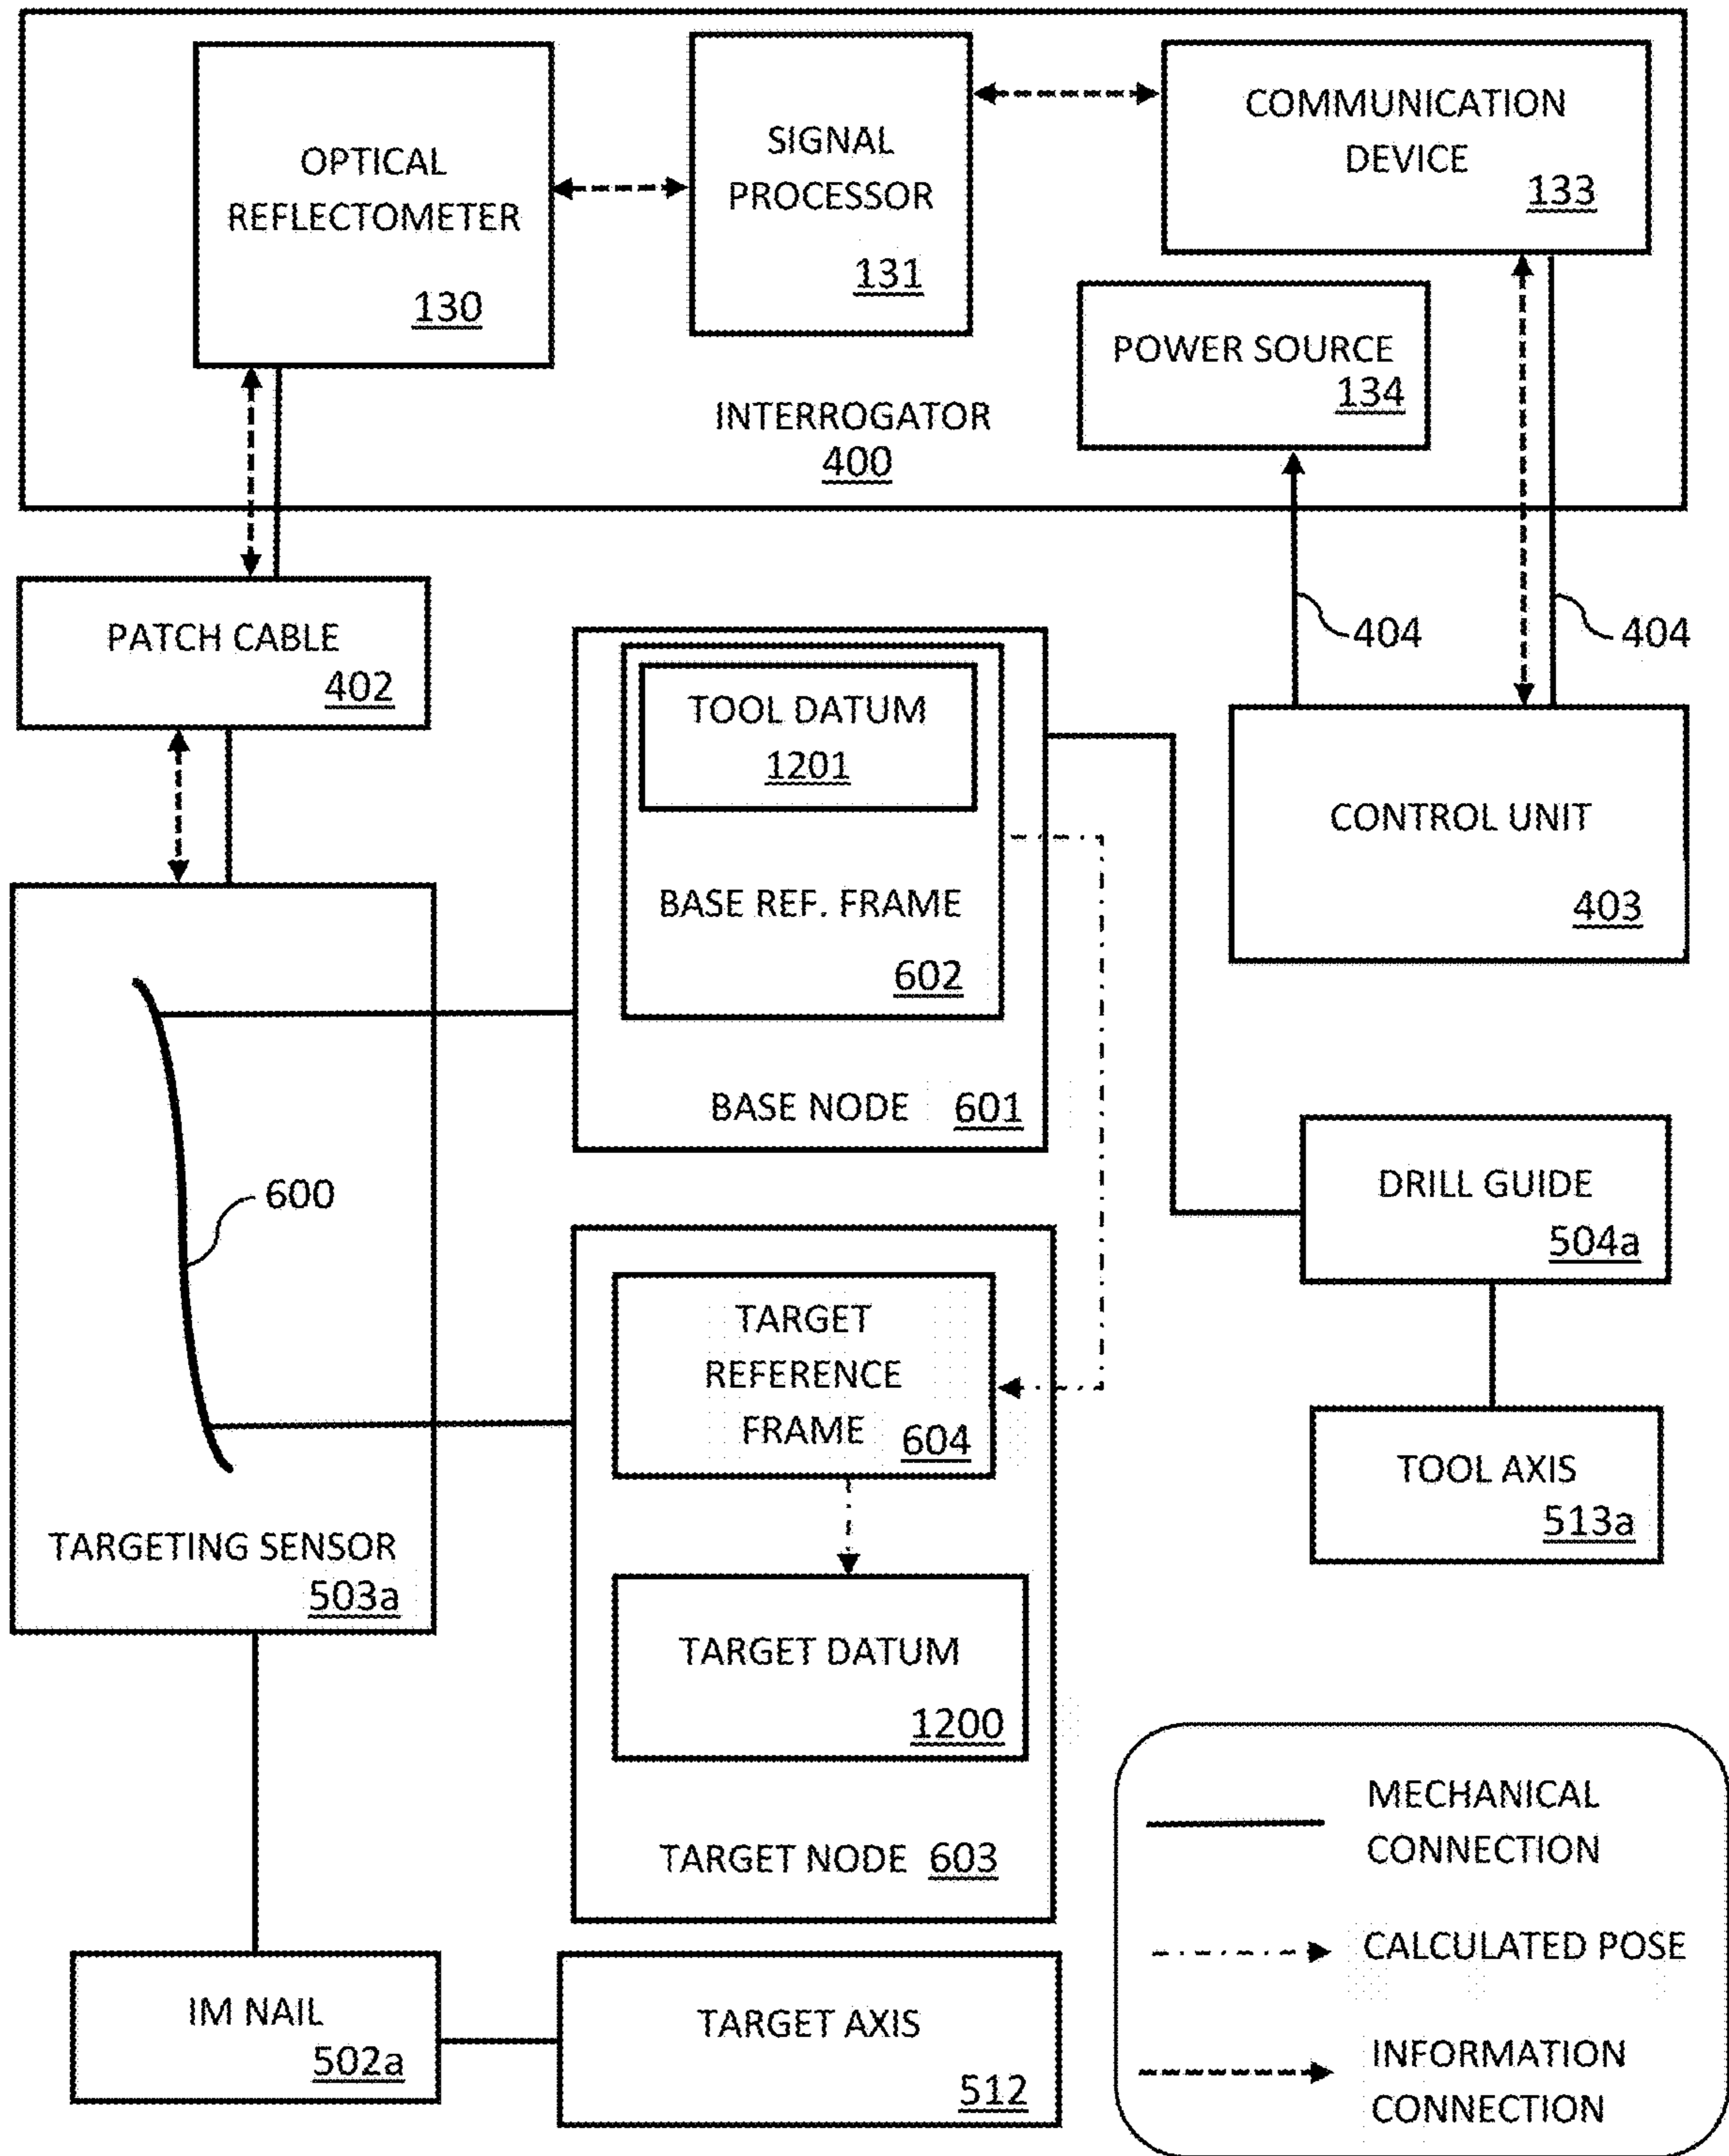 OPTICAL
REFLECTOMETER
130
SIGNAL
PROCESSOR
131
COMMUNICATION
DEVICE
133
POWER SOURCE
134
INTERROGATOR
400
PATCH CABLE
402
404
404
TOOL DATUM
1201
BASE REF. FRAME
602
BASE NODE 601
CONTROL UNIT
403
600
TARGETING SENSOR
503a
DRILL GUIDE
504a
TARGET
REFERENCE
FRAME 604
TOOL AXIS
513a
TARGET DATUM
1200
TARGET NODE 603
IM NAIL
502a
TARGET AXIS
512
MECHANICAL
CONNECTION
CALCULATED POSE
INFORMATION
CONNECTION